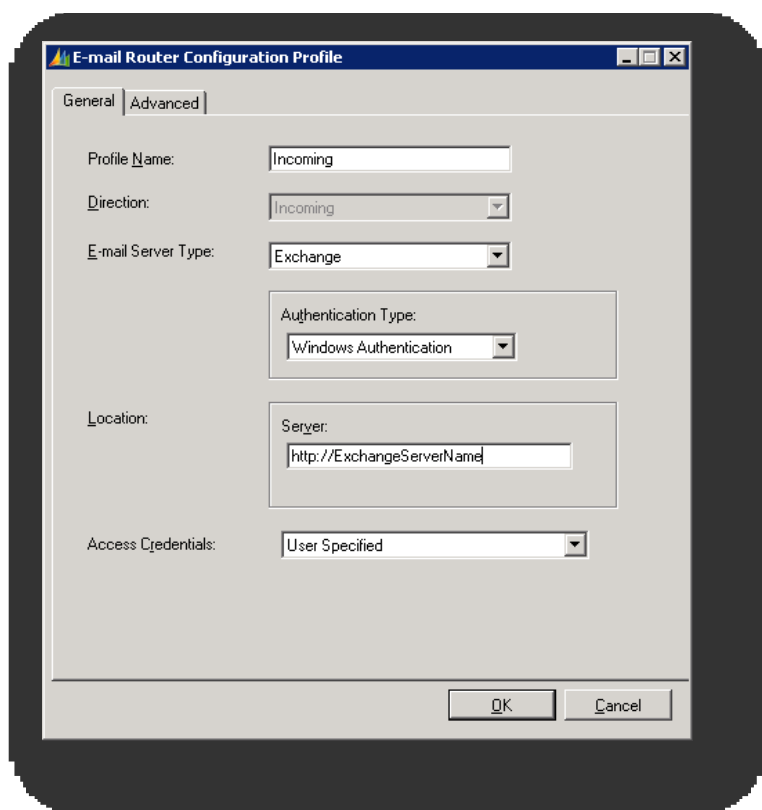 E-mail Router Configuration Profile
General Advanced
Profile Name: Incoming
Direction: Incoming
E-mail Server Type: Exchange
Authentication Type:
Windows Authentication
Location:
Server:
http://ExchangeServerName
Access Credentials: User Specified
OK Cancel